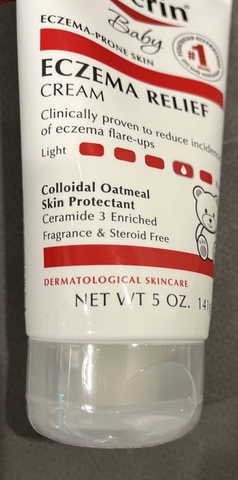 Baby
ECZEMA-PRONE SKIN
#1
ECZEMA RELIEF
CREAM
Clinically proven to reduce
of eczema flare-ups
Light
Colloidal Oatmeal
Skin Protectant
Ceramide 3 Enriched
Fragrance & Steroid Free
DERMATOLOGICAL SKINCARE
NET WT 5 OZ.